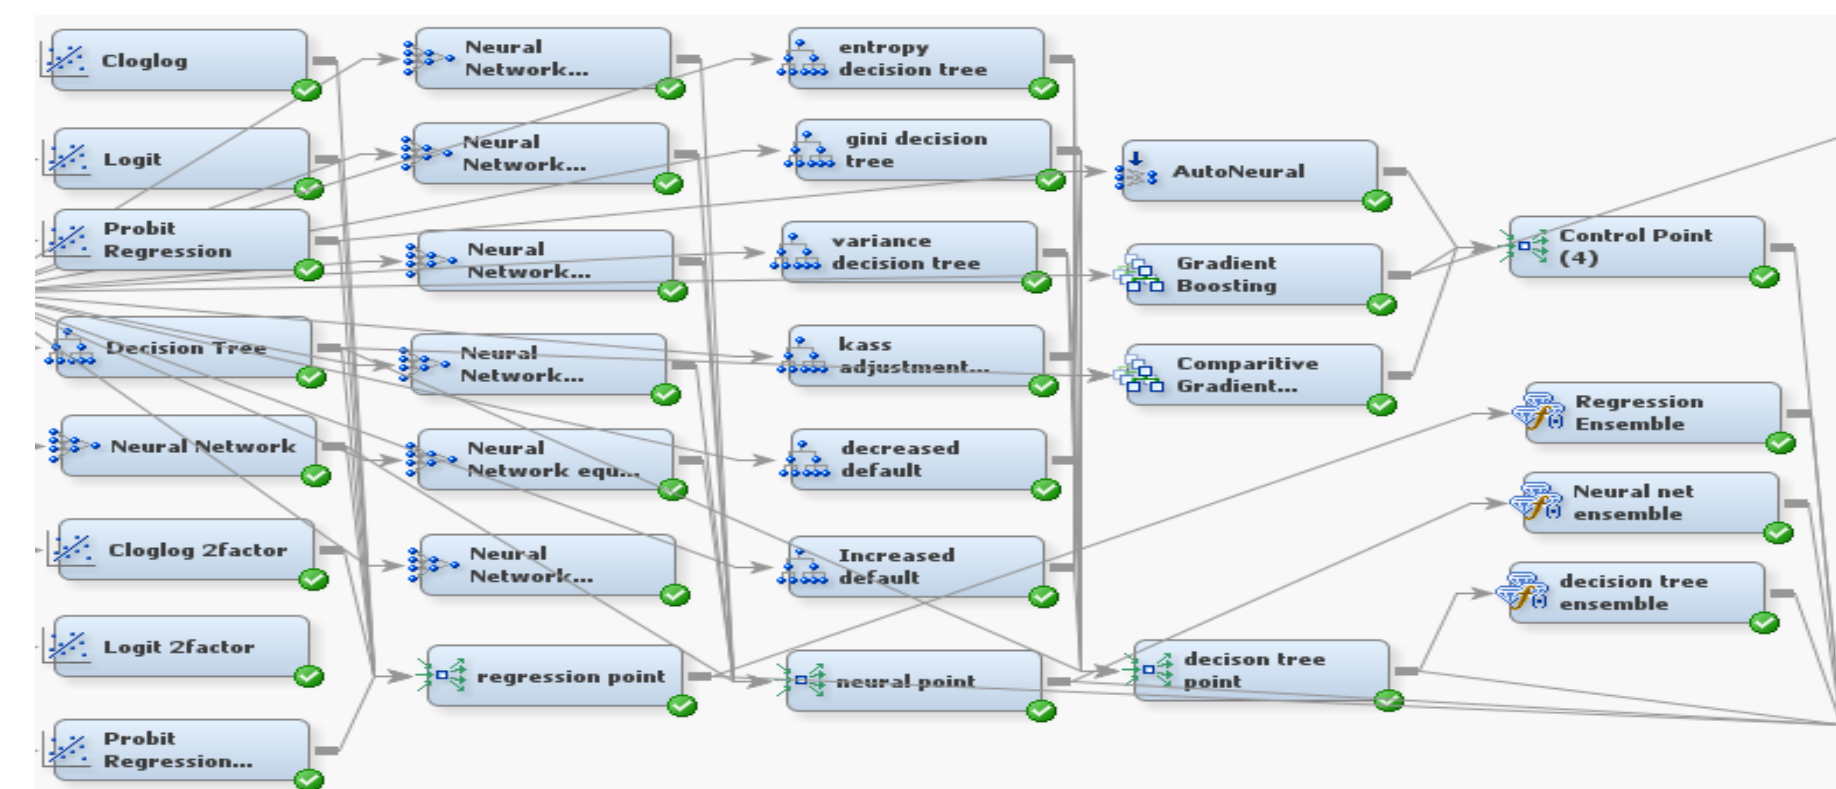 Cloglog
Logit
Probit
Regression
Decision Tree
Neural Network
Cloglog 2factor
Logit 2factor
Probit
Regression...
Neural
Network...
Neural
Network...
Neural
Network...
Neural
Network...
Neural
Network equ...
Neural
Network...
regression point
entropy
decision tree
gini decision
tree
variance
decision tree
kass
adjustment...
decreased
default
Increased
default
neural point
AutoNeural
Gradient
Boosting
Comparitive
Gradient...
decison tree
point
Control Point
(4)
Regression
Ensemble
Neural net
ensemble
decision tree
ensemble